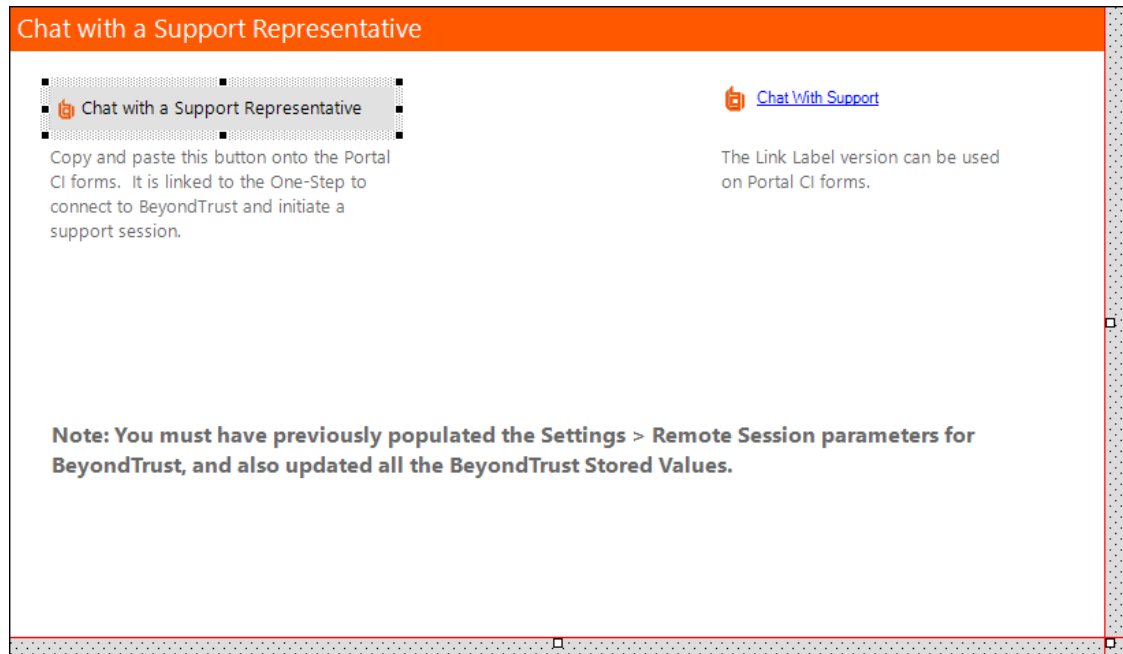 Chat with a Support Representative
Chat with a Support Representative
Copy and paste this button onto the Portal
CI forms.  It is linked to the One-Step to
connect to BeyondTrust and initiate a
support session.
Chat With Support
The Link Label version can be used
on Portal CI forms.
Note: You must have previously populated the Settings > Remote Session parameters for
BeyondTrust, and also updated all the BeyondTrust Stored Values.